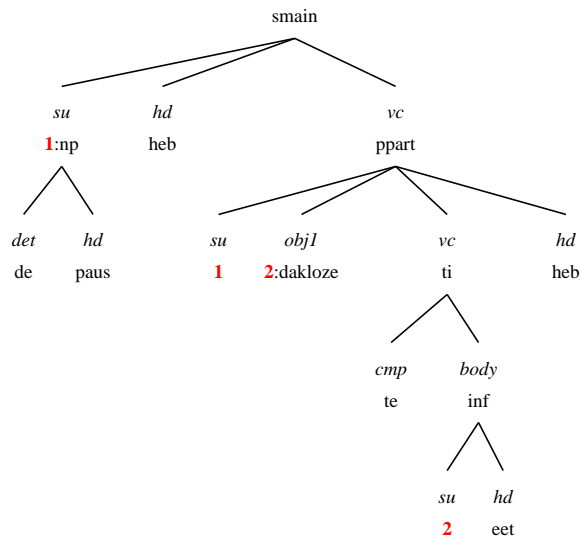 smain
su hd vc
1:np heb ppart
det hd su obj1 vc hd
de paus 1 2:dakloze ti heb
cmp body
te inf
su hd
2 eet